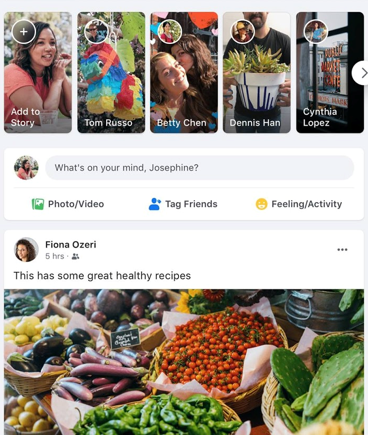 Add to
Story
Tom Russo
Betty Chen
Dennis Han
Cynthia
Lopez
What's on your mind, Josephine?
Photo/Video
Tag Friends
Feeling/Activity
Fiona Ozeri
5 hrs ·
This has some great healthy recipes